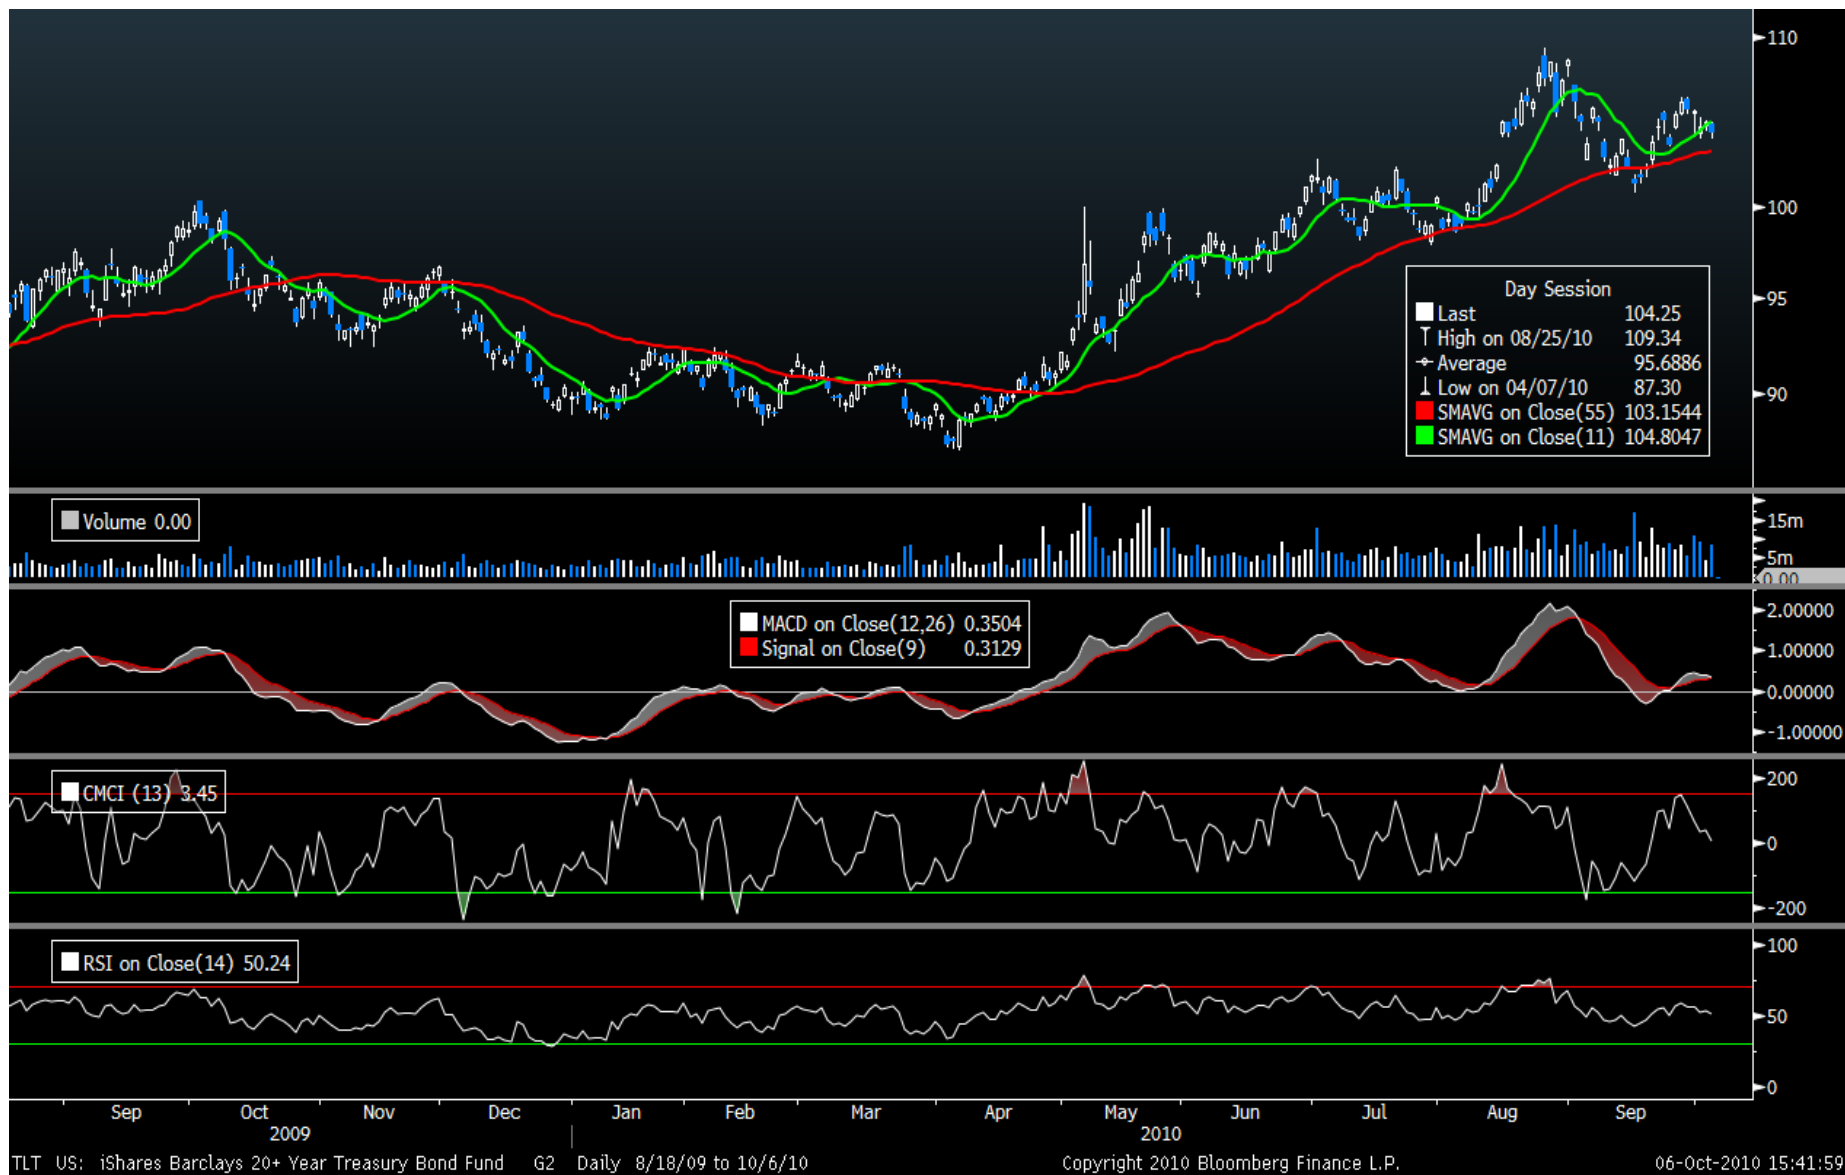 110
100
95
90
Day Session
Last 104.25
High on 08/25/10 109.34
Average 95.6886
Low on 04/07/10 87.30
SMAVG on Close(55) 103.1544
SMAVG on Close(11) 104.8047
Volume 0.00
15m
5m
0.00
MACD on Close(12,26) 0.3504
Signal on Close(9) 0.3129
2.00000
1.00000
0.00000
-1.00000
CMCI (13) 3.45
200
0
-200
RSI on Close(14) 50.24
100
50
0
Sep Oct Nov Dec Jan Feb Mar Apr May Jun Jul Aug Sep
2009 2010
TLT US: iShares Barclays 20+ Year Treasury Bond Fund G2 Daily 8/18/09 to 10/6/10 Copyright 2010 Bloomberg Finance L.P. 06-Oct-2010 15:41:59